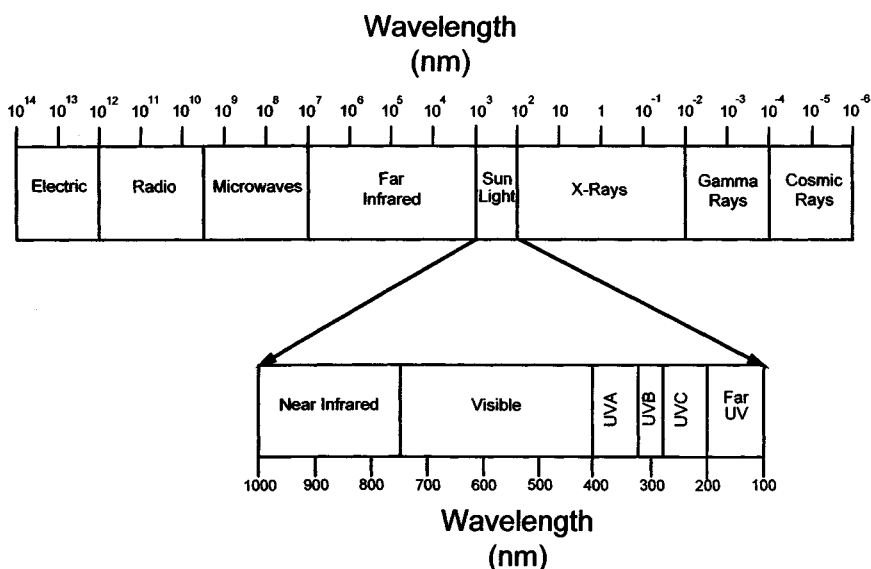 Wavelength
(nm)
10^14 10^13 10^12 10^11 10^10 10^9 10^8 10^7 10^6 10^5 10^4 10^3 10^2 10 1 10^-1 10^-2 10^-3 10^-4 10^-5 10^-6
Electric Radio Microwaves Far Infrared Sun Light X-Rays Gamma Rays Cosmic Rays
Near Infrared Visible UVA UVB UVC Far UV
1000 900 800 700 600 500 400 300 200 100
Wavelength
(nm)